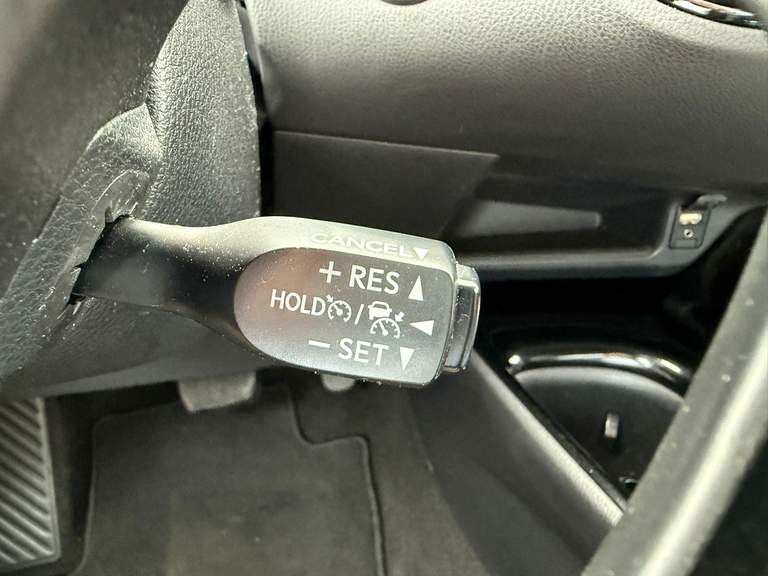 CANCEL▼
+ RES ▲
HOLD / ◀
− SET ▼